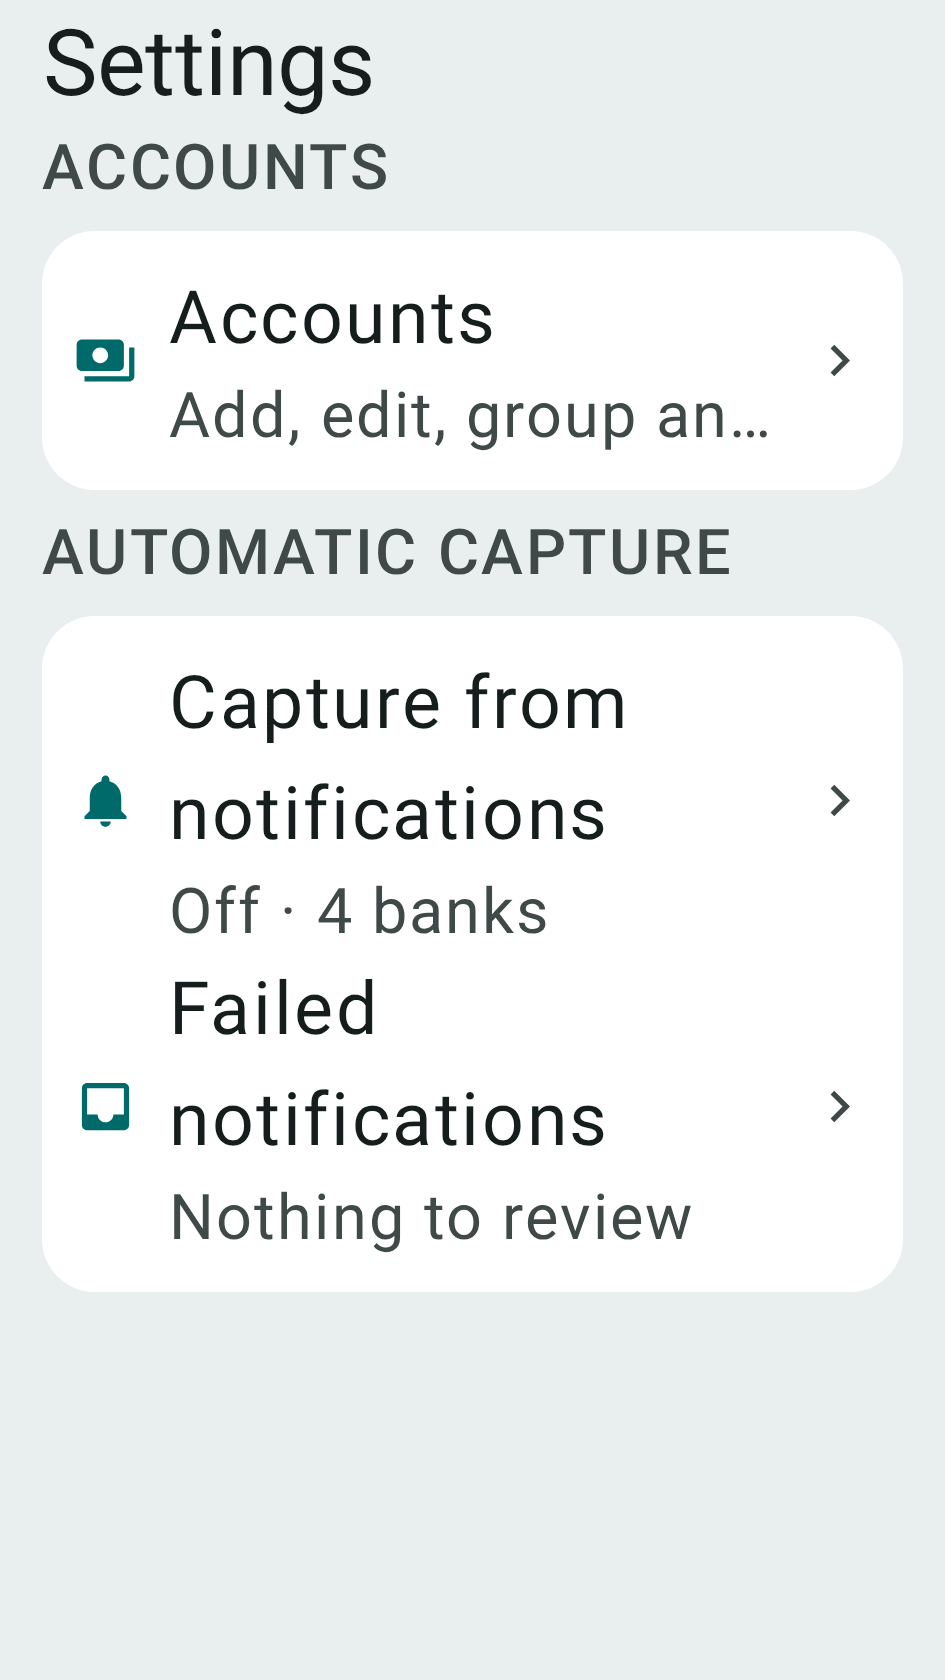 Settings
ACCOUNTS
Accounts
Add, edit, group an…
AUTOMATIC CAPTURE
Capture from
notifications
Off · 4 banks
Failed
notifications
Nothing to review